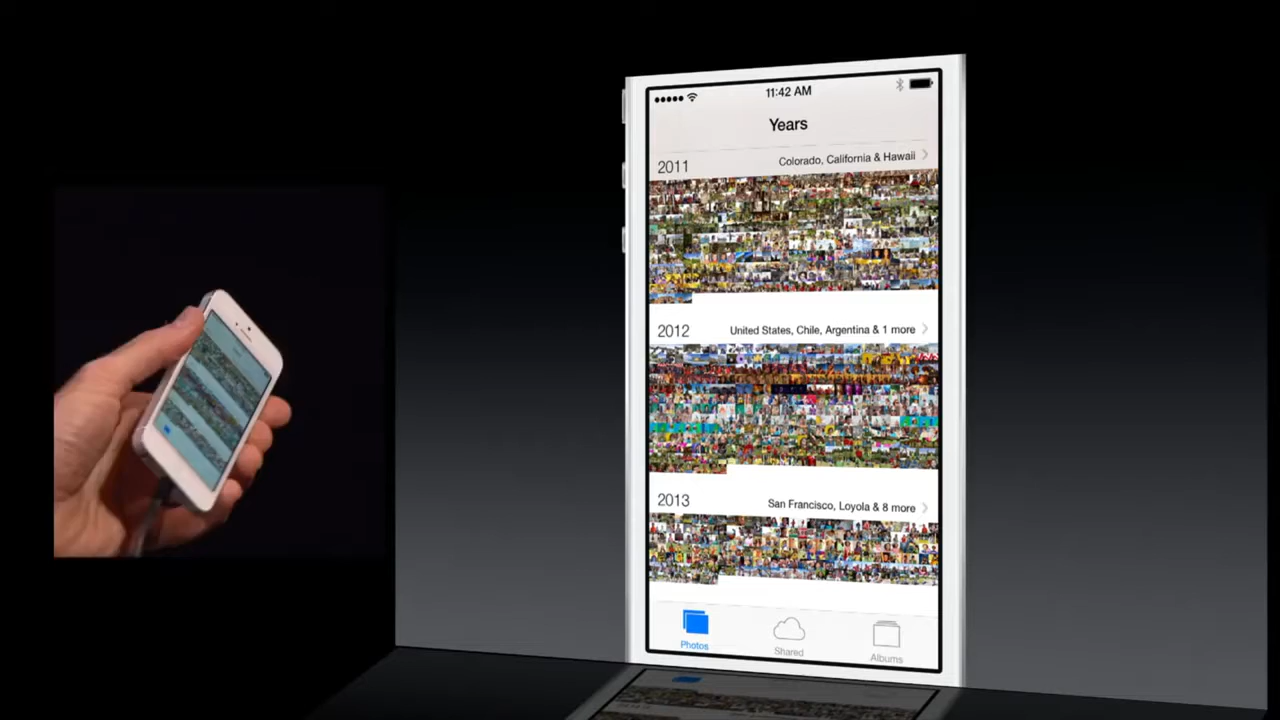 11:42 AM
Years
2011 Colorado, California & Hawaii
2012 United States, Chile, Argentina & 1 more
2013 San Francisco, Loyola & 8 more
Photos Shared Albums